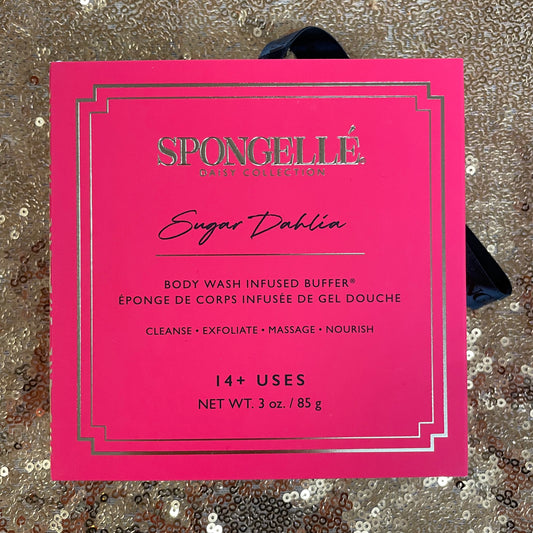 SPONGELLÉ.
DAISY COLLECTION
Sugar Dahlia
BODY WASH INFUSED BUFFER®
ÉPONGE DE CORPS INFUSÉE DE GEL DOUCHE
CLEANSE • EXFOLIATE • MASSAGE • NOURISH
14+ USES
NET WT. 3 oz. / 85 g